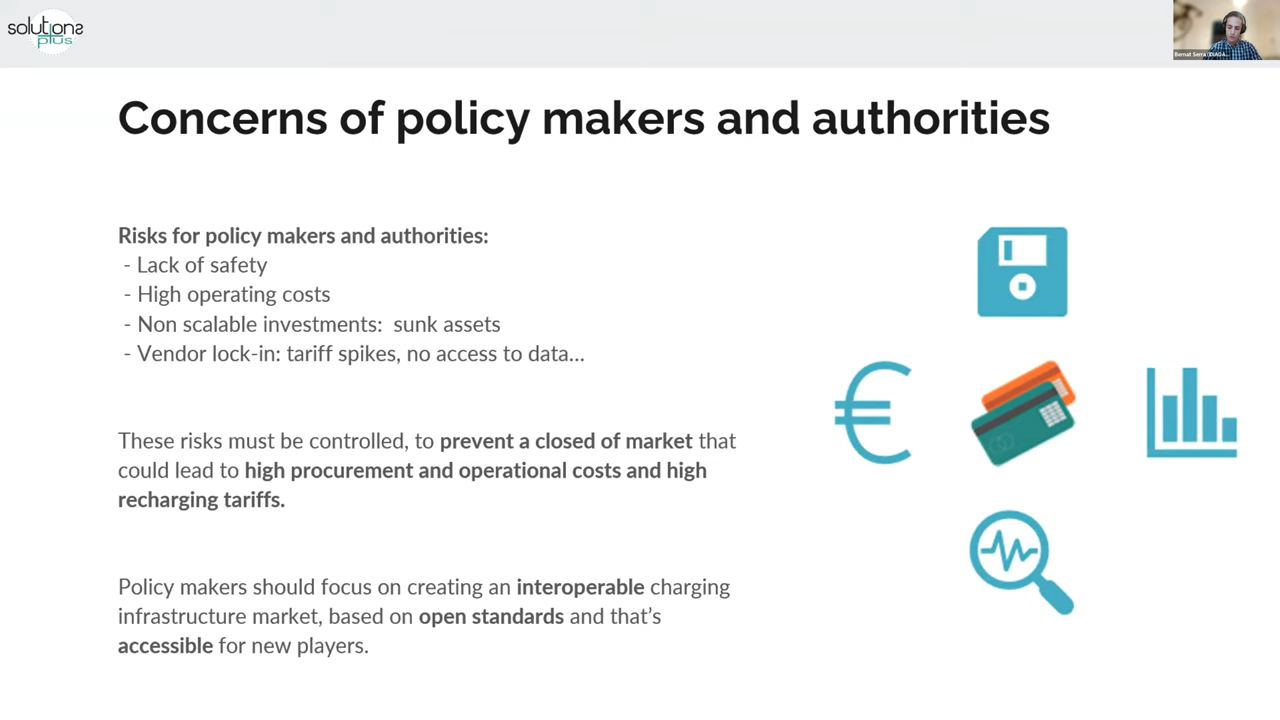 solutions
plus
Bernat Serra
Concerns of policy makers and authorities
Risks for policy makers and authorities:
- Lack of safety
- High operating costs
- Non scalable investments: sunk assets
- Vendor lock-in: tariff spikes, no access to data...
These risks must be controlled, to prevent a closed of market that
could lead to high procurement and operational costs and high
recharging tariffs.
Policy makers should focus on creating an interoperable charging
infrastructure market, based on open standards and that’s
accessible for new players.